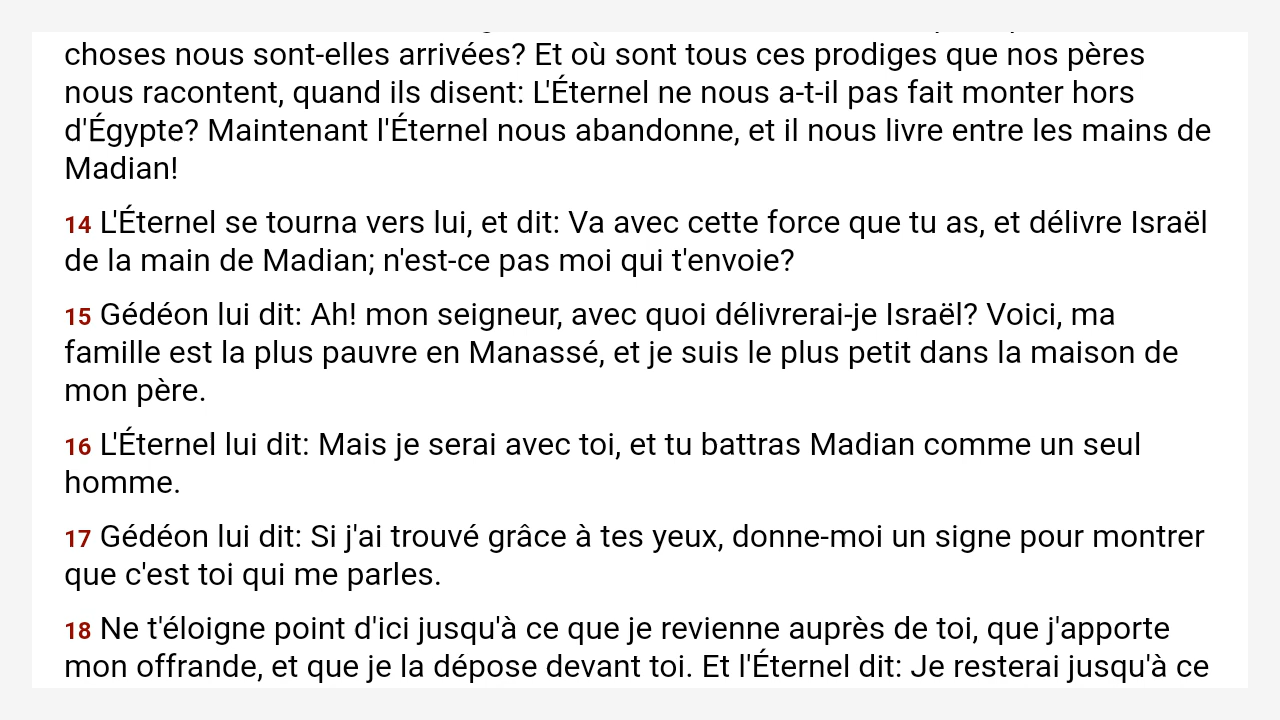 choses nous sont-elles arrivées? Et où sont tous ces prodiges que nos pères
nous racontent, quand ils disent: L'Éternel ne nous a-t-il pas fait monter hors
d'Égypte? Maintenant l'Éternel nous abandonne, et il nous livre entre les mains de
Madian!
14 L'Éternel se tourna vers lui, et dit: Va avec cette force que tu as, et délivre Israël
de la main de Madian; n'est-ce pas moi qui t'envoie?
15 Gédéon lui dit: Ah! mon seigneur, avec quoi délivrerai-je Israël? Voici, ma
famille est la plus pauvre en Manassé, et je suis le plus petit dans la maison de
mon père.
16 L'Éternel lui dit: Mais je serai avec toi, et tu battras Madian comme un seul
homme.
17 Gédéon lui dit: Si j'ai trouvé grâce à tes yeux, donne-moi un signe pour montrer
que c'est toi qui me parles.
18 Ne t'éloigne point d'ici jusqu'à ce que je revienne auprès de toi, que j'apporte
mon offrande, et que je la dépose devant toi. Et l'Éternel dit: Je resterai jusqu'à ce